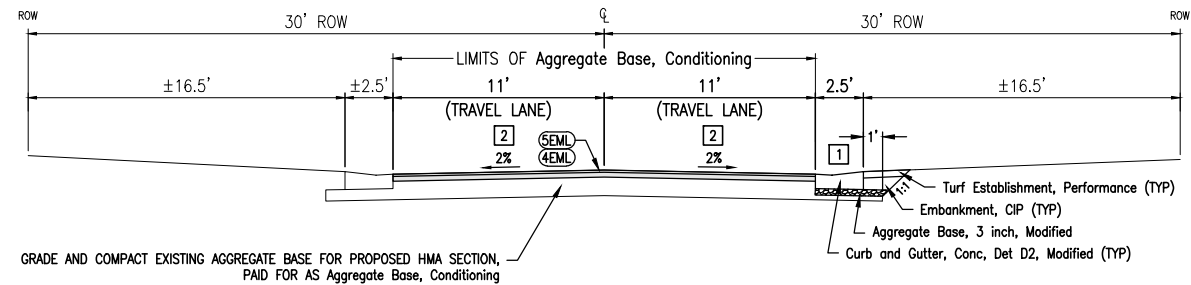 ROW
30' ROW
℄
30' ROW
ROW
LIMITS OF Aggregate Base, Conditioning
±16.5'
±2.5'
11'
11'
2.5'
±16.5'
(TRAVEL LANE)
(TRAVEL LANE)
1'
2
5EML
2
1
2%
4EML
2%
1:1
Turf Establishment, Performance (TYP)
Embankment, CIP (TYP)
Aggregate Base, 3 inch, Modified
Curb and Gutter, Conc, Det D2, Modified (TYP)
GRADE AND COMPACT EXISTING AGGREGATE BASE FOR PROPOSED HMA SECTION,
PAID FOR AS Aggregate Base, Conditioning